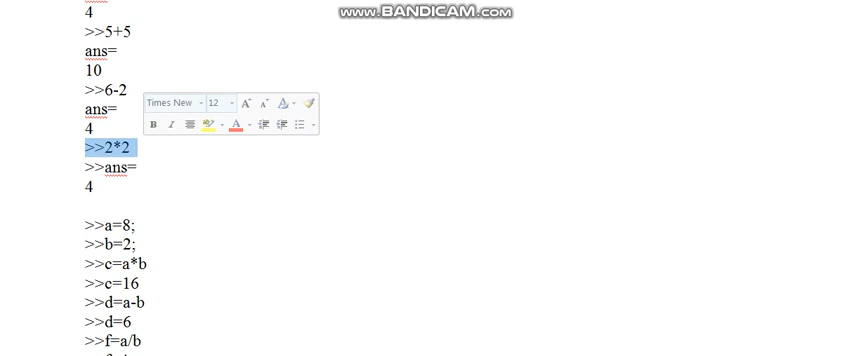 www.BANDICAM.com
4
>>5+5
ans=
10
>>6-2
ans=
Times New 12
4
>>2*2
>>ans=
4
>>a=8;
>>b=2;
>>c=a*b
>>c=16
>>d=a-b
>>d=6
>>f=a/b